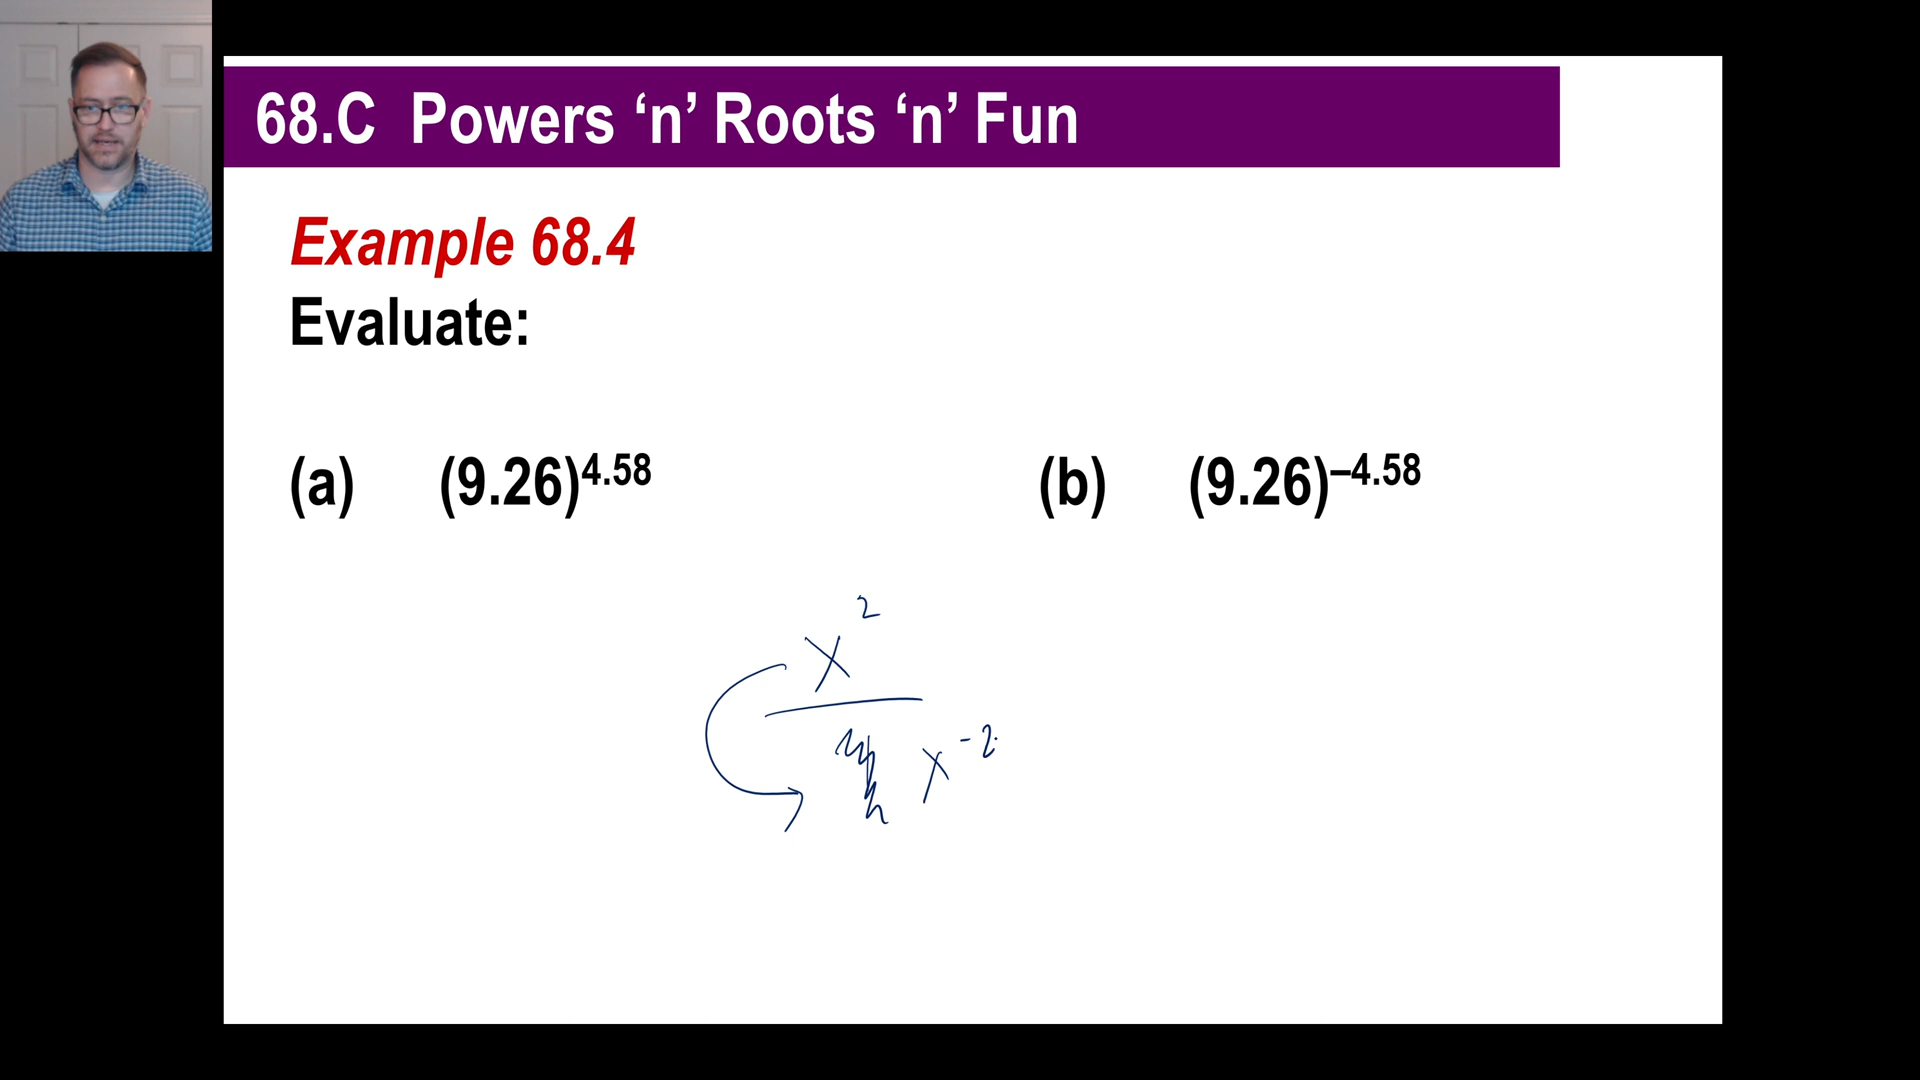 68.C Powers ‘n’ Roots ‘n’ Fun
Example 68.4
Evaluate:
(a) (9.26)^4.58 (b) (9.26)^–4.58
x^2
x^-2